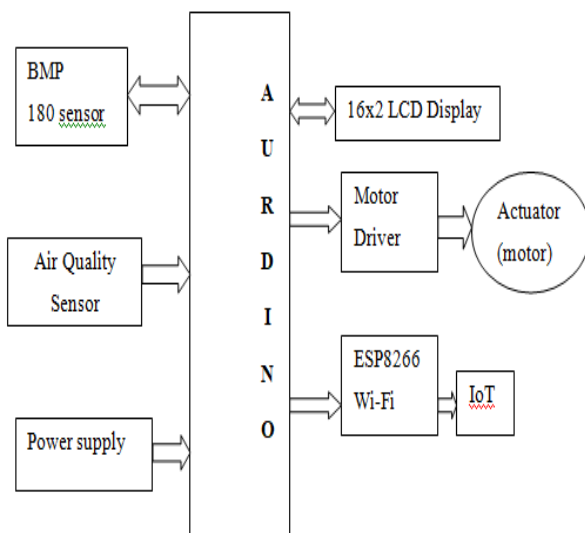 BMP
180 sensor
A
U
R
D
I
N
O
16x2 LCD Display
Motor
Driver
Actuator
(motor)
Air Quality
Sensor
ESP8266
Wi-Fi
IoT
Power supply